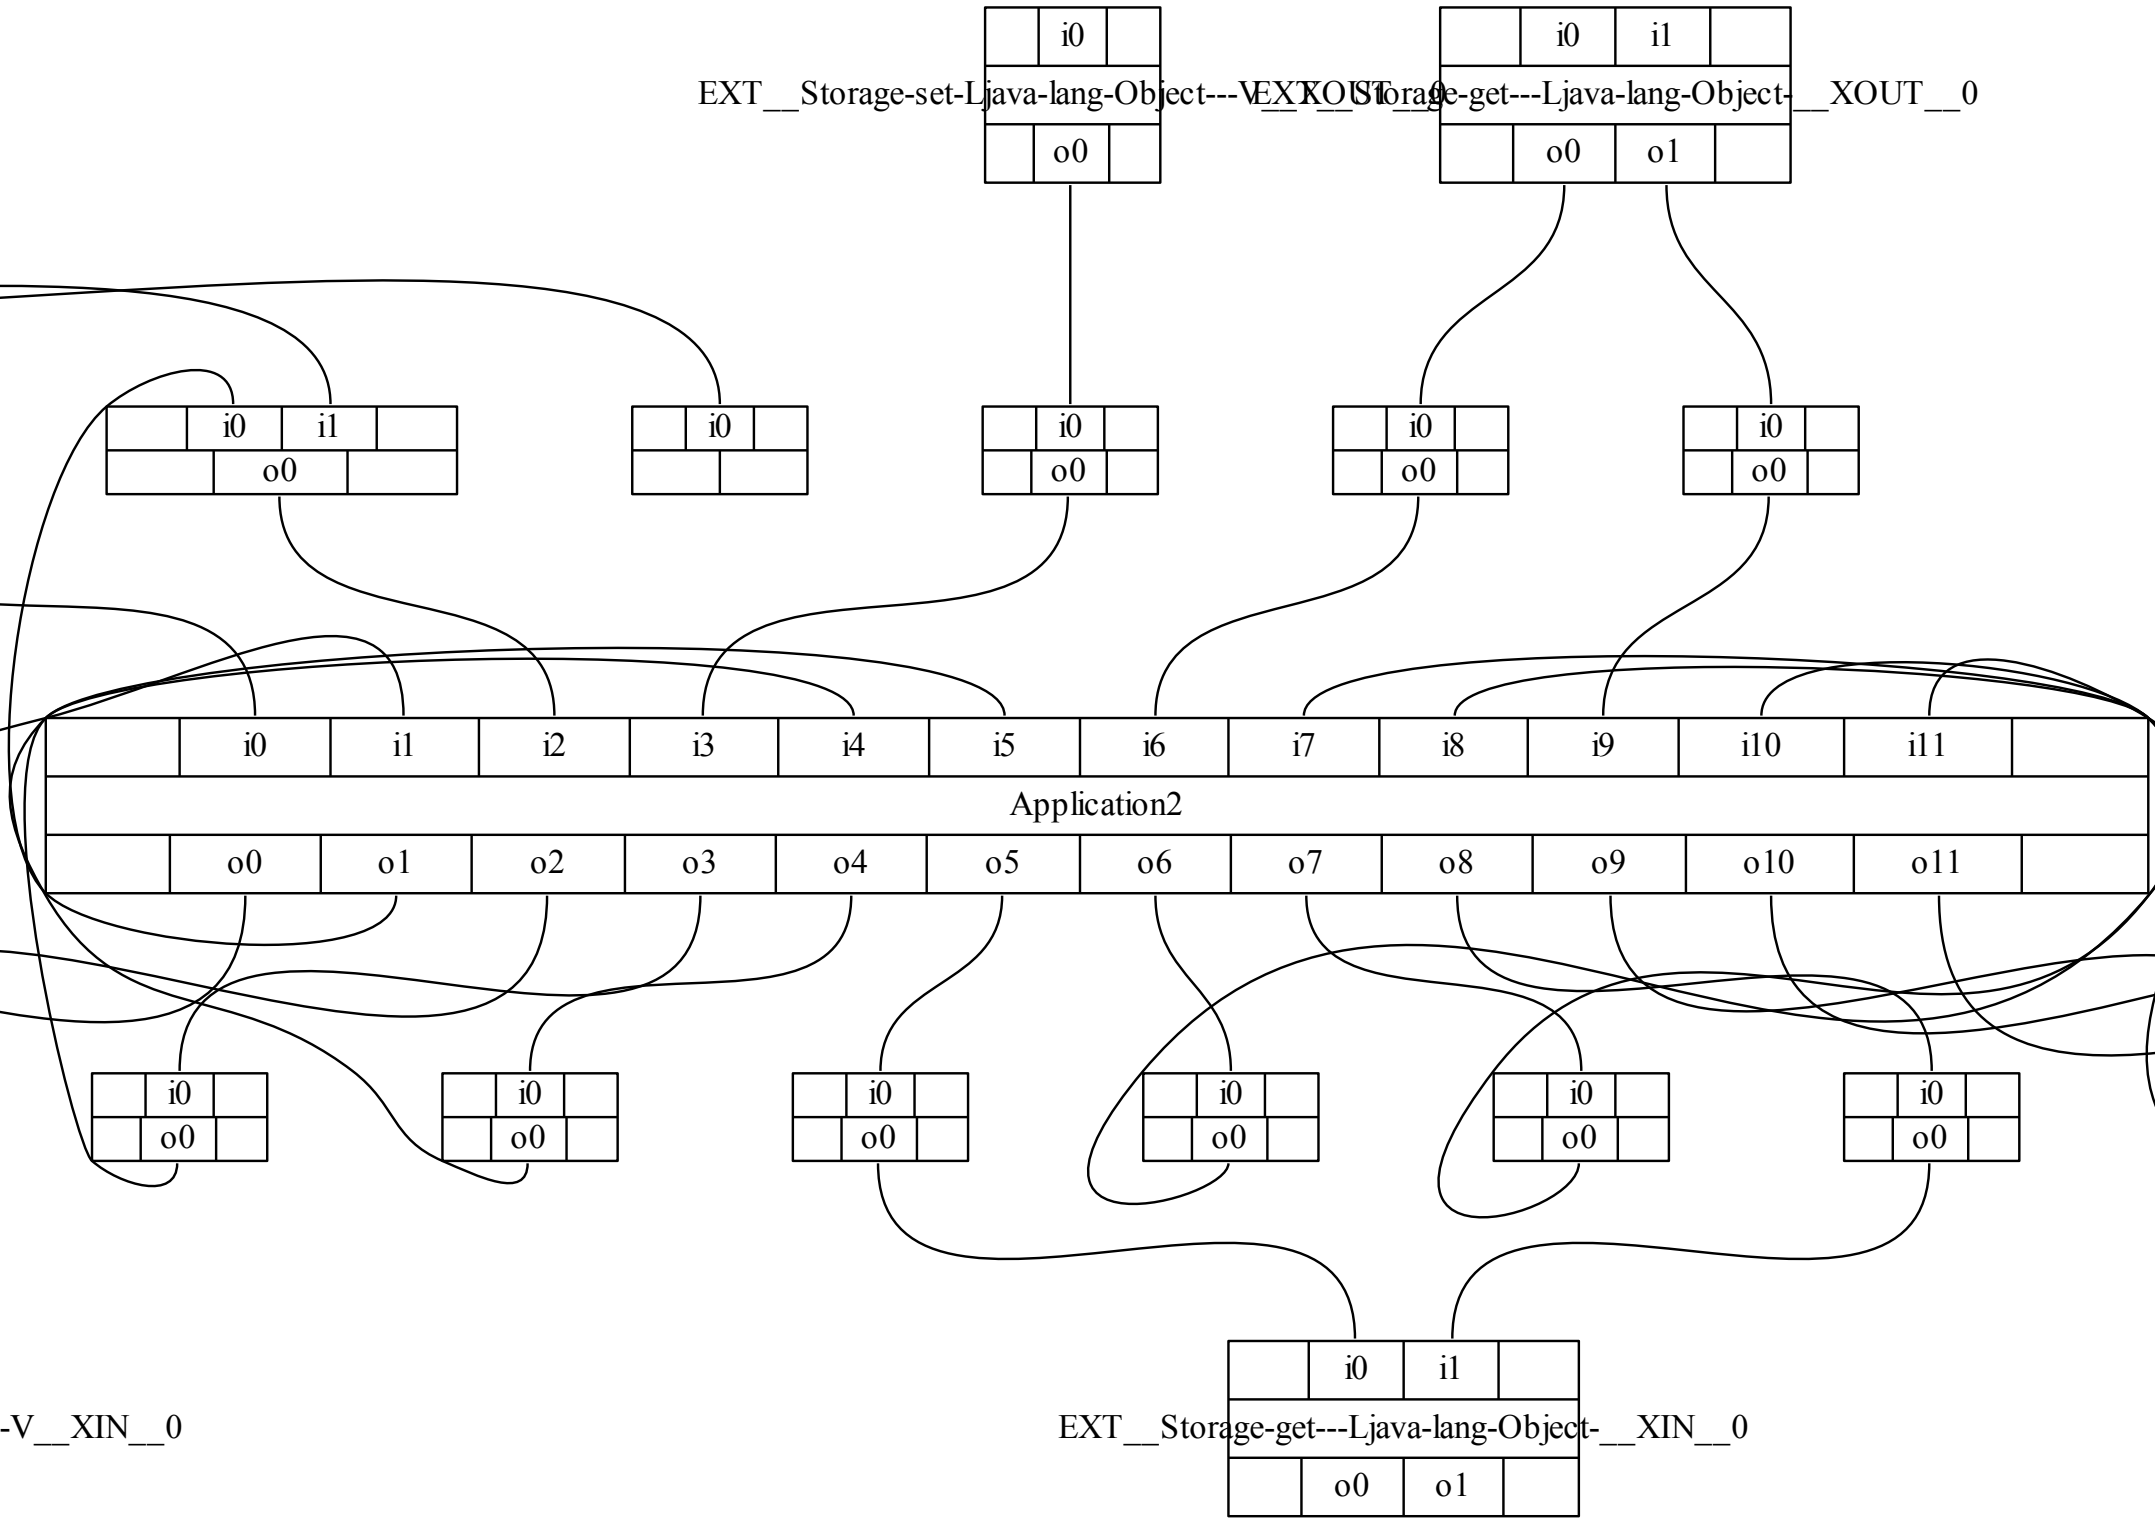 i0
i0 i1
EXT__Storage-set-Ljava-lang-Object---V__XOUT__0
EXT__Storage-get---Ljava-lang-Object-__XOUT__0
o0
o0 o1
i0 i1
i0
i0
i0
i0
o0
o0
o0
o0
i0 i1 i2 i3 i4 i5 i6 i7 i8 i9 i10 i11
Application2
o0 o1 o2 o3 o4 o5 o6 o7 o8 o9 o10 o11
i0
i0
i0
i0
i0
i0
o0
o0
o0
o0
o0
o0
i0 i1
-V__XIN__0
EXT__Storage-get---Ljava-lang-Object-__XIN__0
o0 o1